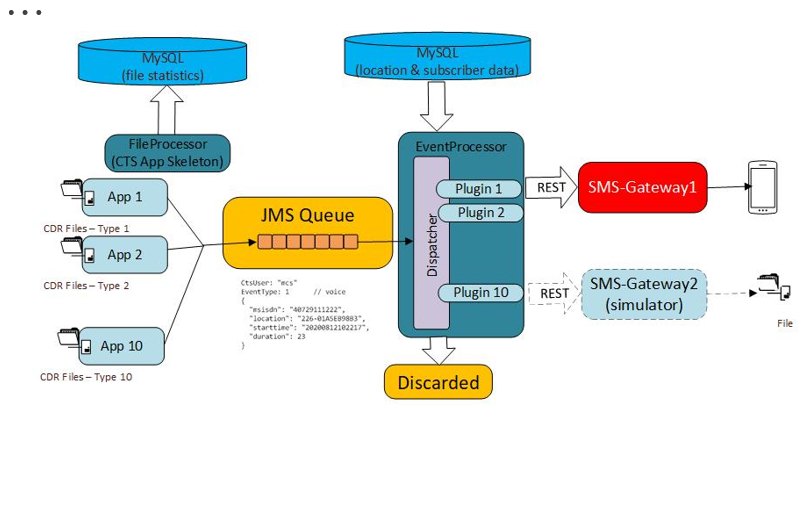 MySQL
(file statistics)
MySQL
(location & subscriber data)
FileProcessor
(CTS App Skeleton)
EventProcessor
App 1
CDR Files – Type 1
App 2
CDR Files – Type 2
App 10
CDR Files – Type 10
JMS Queue
CtsUser: "mcs"
EventType: 1 // voice
{
"msisdn": "40729111222",
"location": "226-01A5E89883",
"starttime": "20200812102217",
"duration": 23
}
Dispatcher
Plugin 1
Plugin 2
Plugin 10
REST
SMS-Gateway1
REST
SMS-Gateway2
(simulator)
File
Discarded